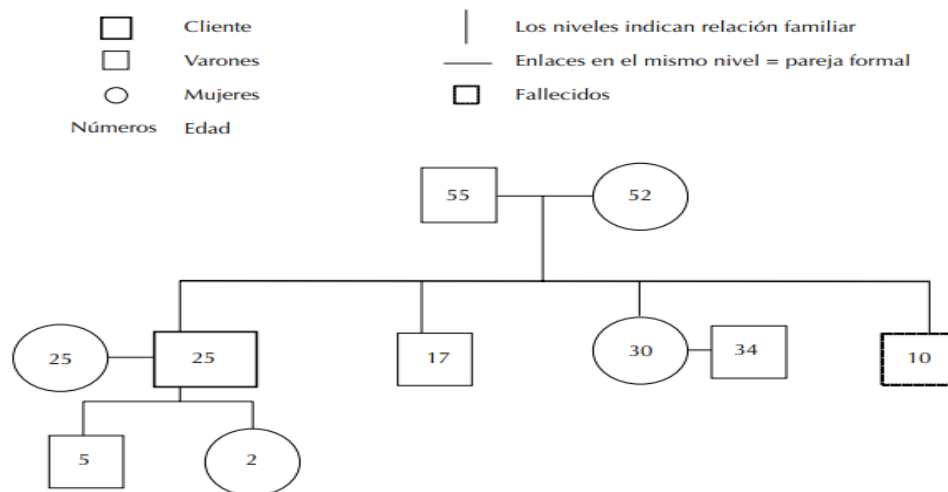 Cliente
Los niveles indican relación familiar
Varones
Enlaces en el mismo nivel = pareja formal
Mujeres
Fallecidos
Números Edad
55 52
25 25 17 30 34 10
5 2